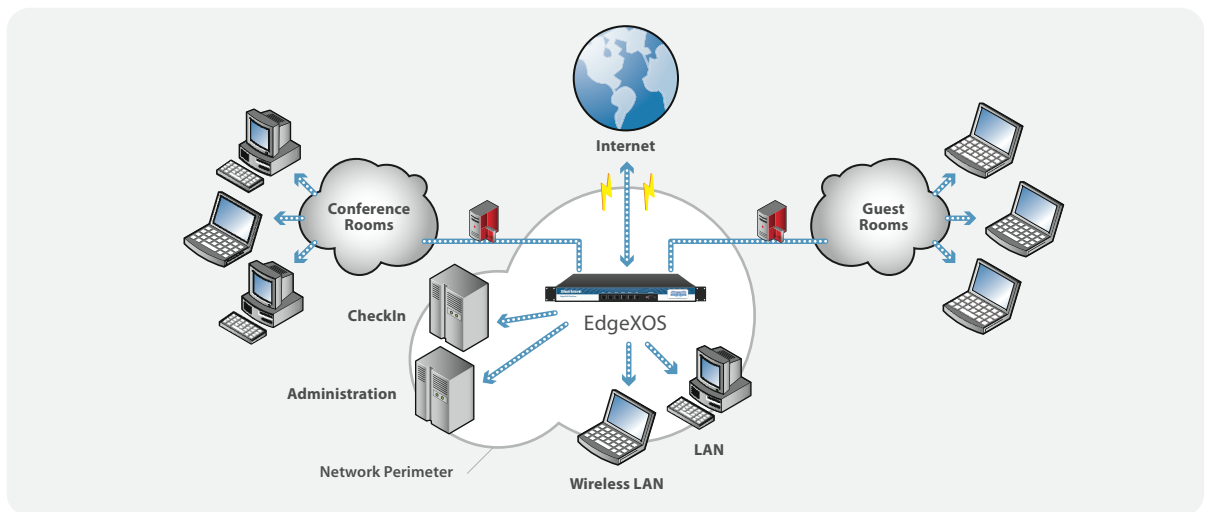 Internet
Conference
Rooms
Guest
Rooms
CheckIn
EdgeXOS
Administration
LAN
Network Perimeter
Wireless LAN